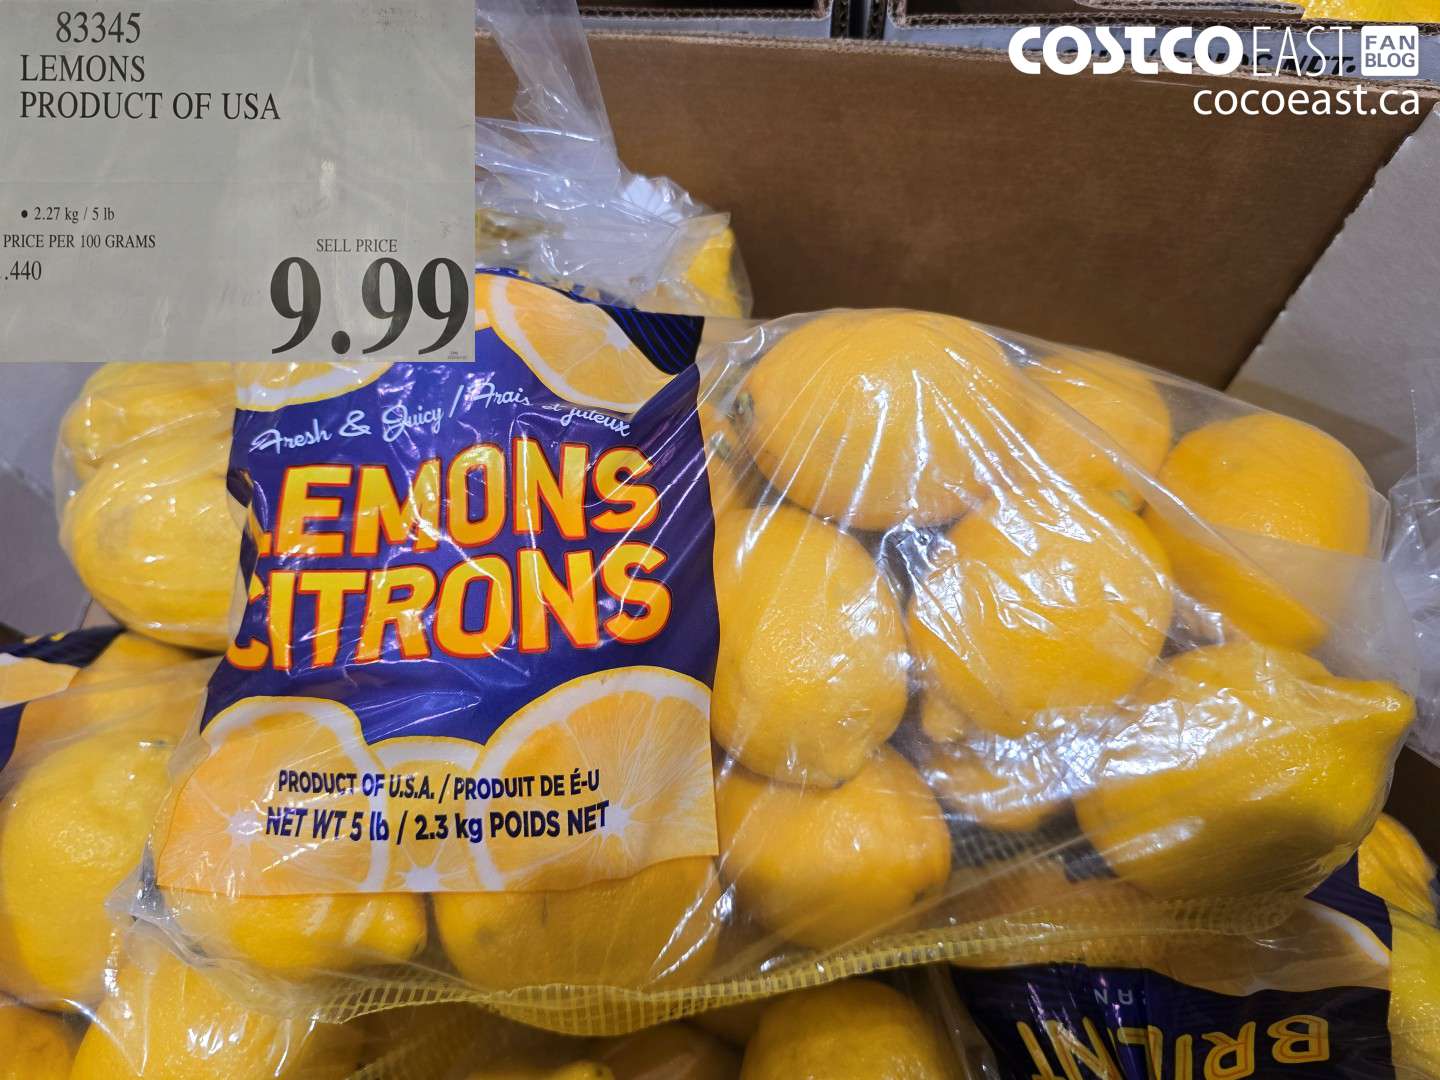 83345
LEMONS
PRODUCT OF USA
• 2.27 kg / 5 lb
PRICE PER 100 GRAMS
.440
SELL PRICE
9.99
COSTCO EAST FAN BLOG
cocoeast.ca
Fresh & Juicy / Frais et juteux
LEMONS
CITRONS
PRODUCT OF U.S.A. / PRODUIT DE É-U
NET WT 5 lb / 2.3 kg POIDS NET